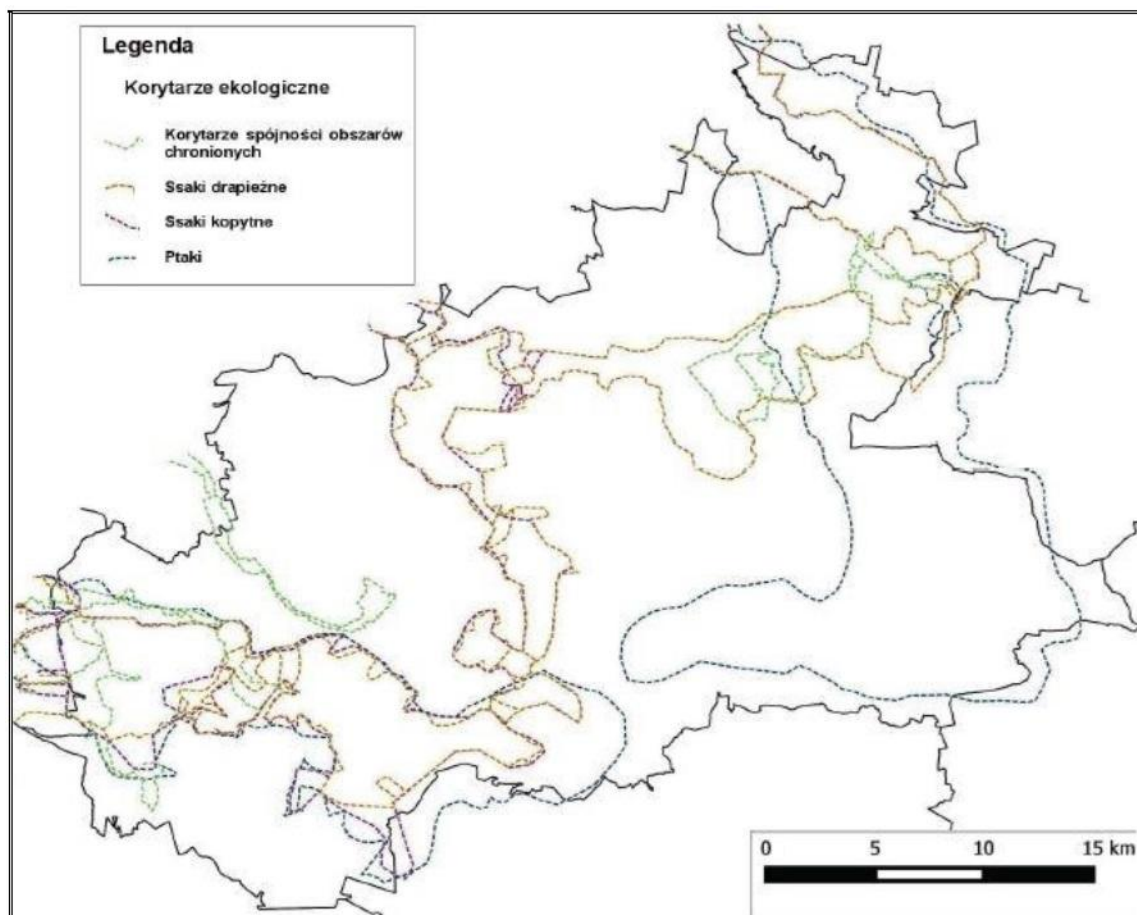 Legenda
Korytarze ekologiczne
Korytarze spójności obszarów
chronionych
Ssaki drapieżne
Ssaki kopytne
Ptaki
0 5 10 15 km